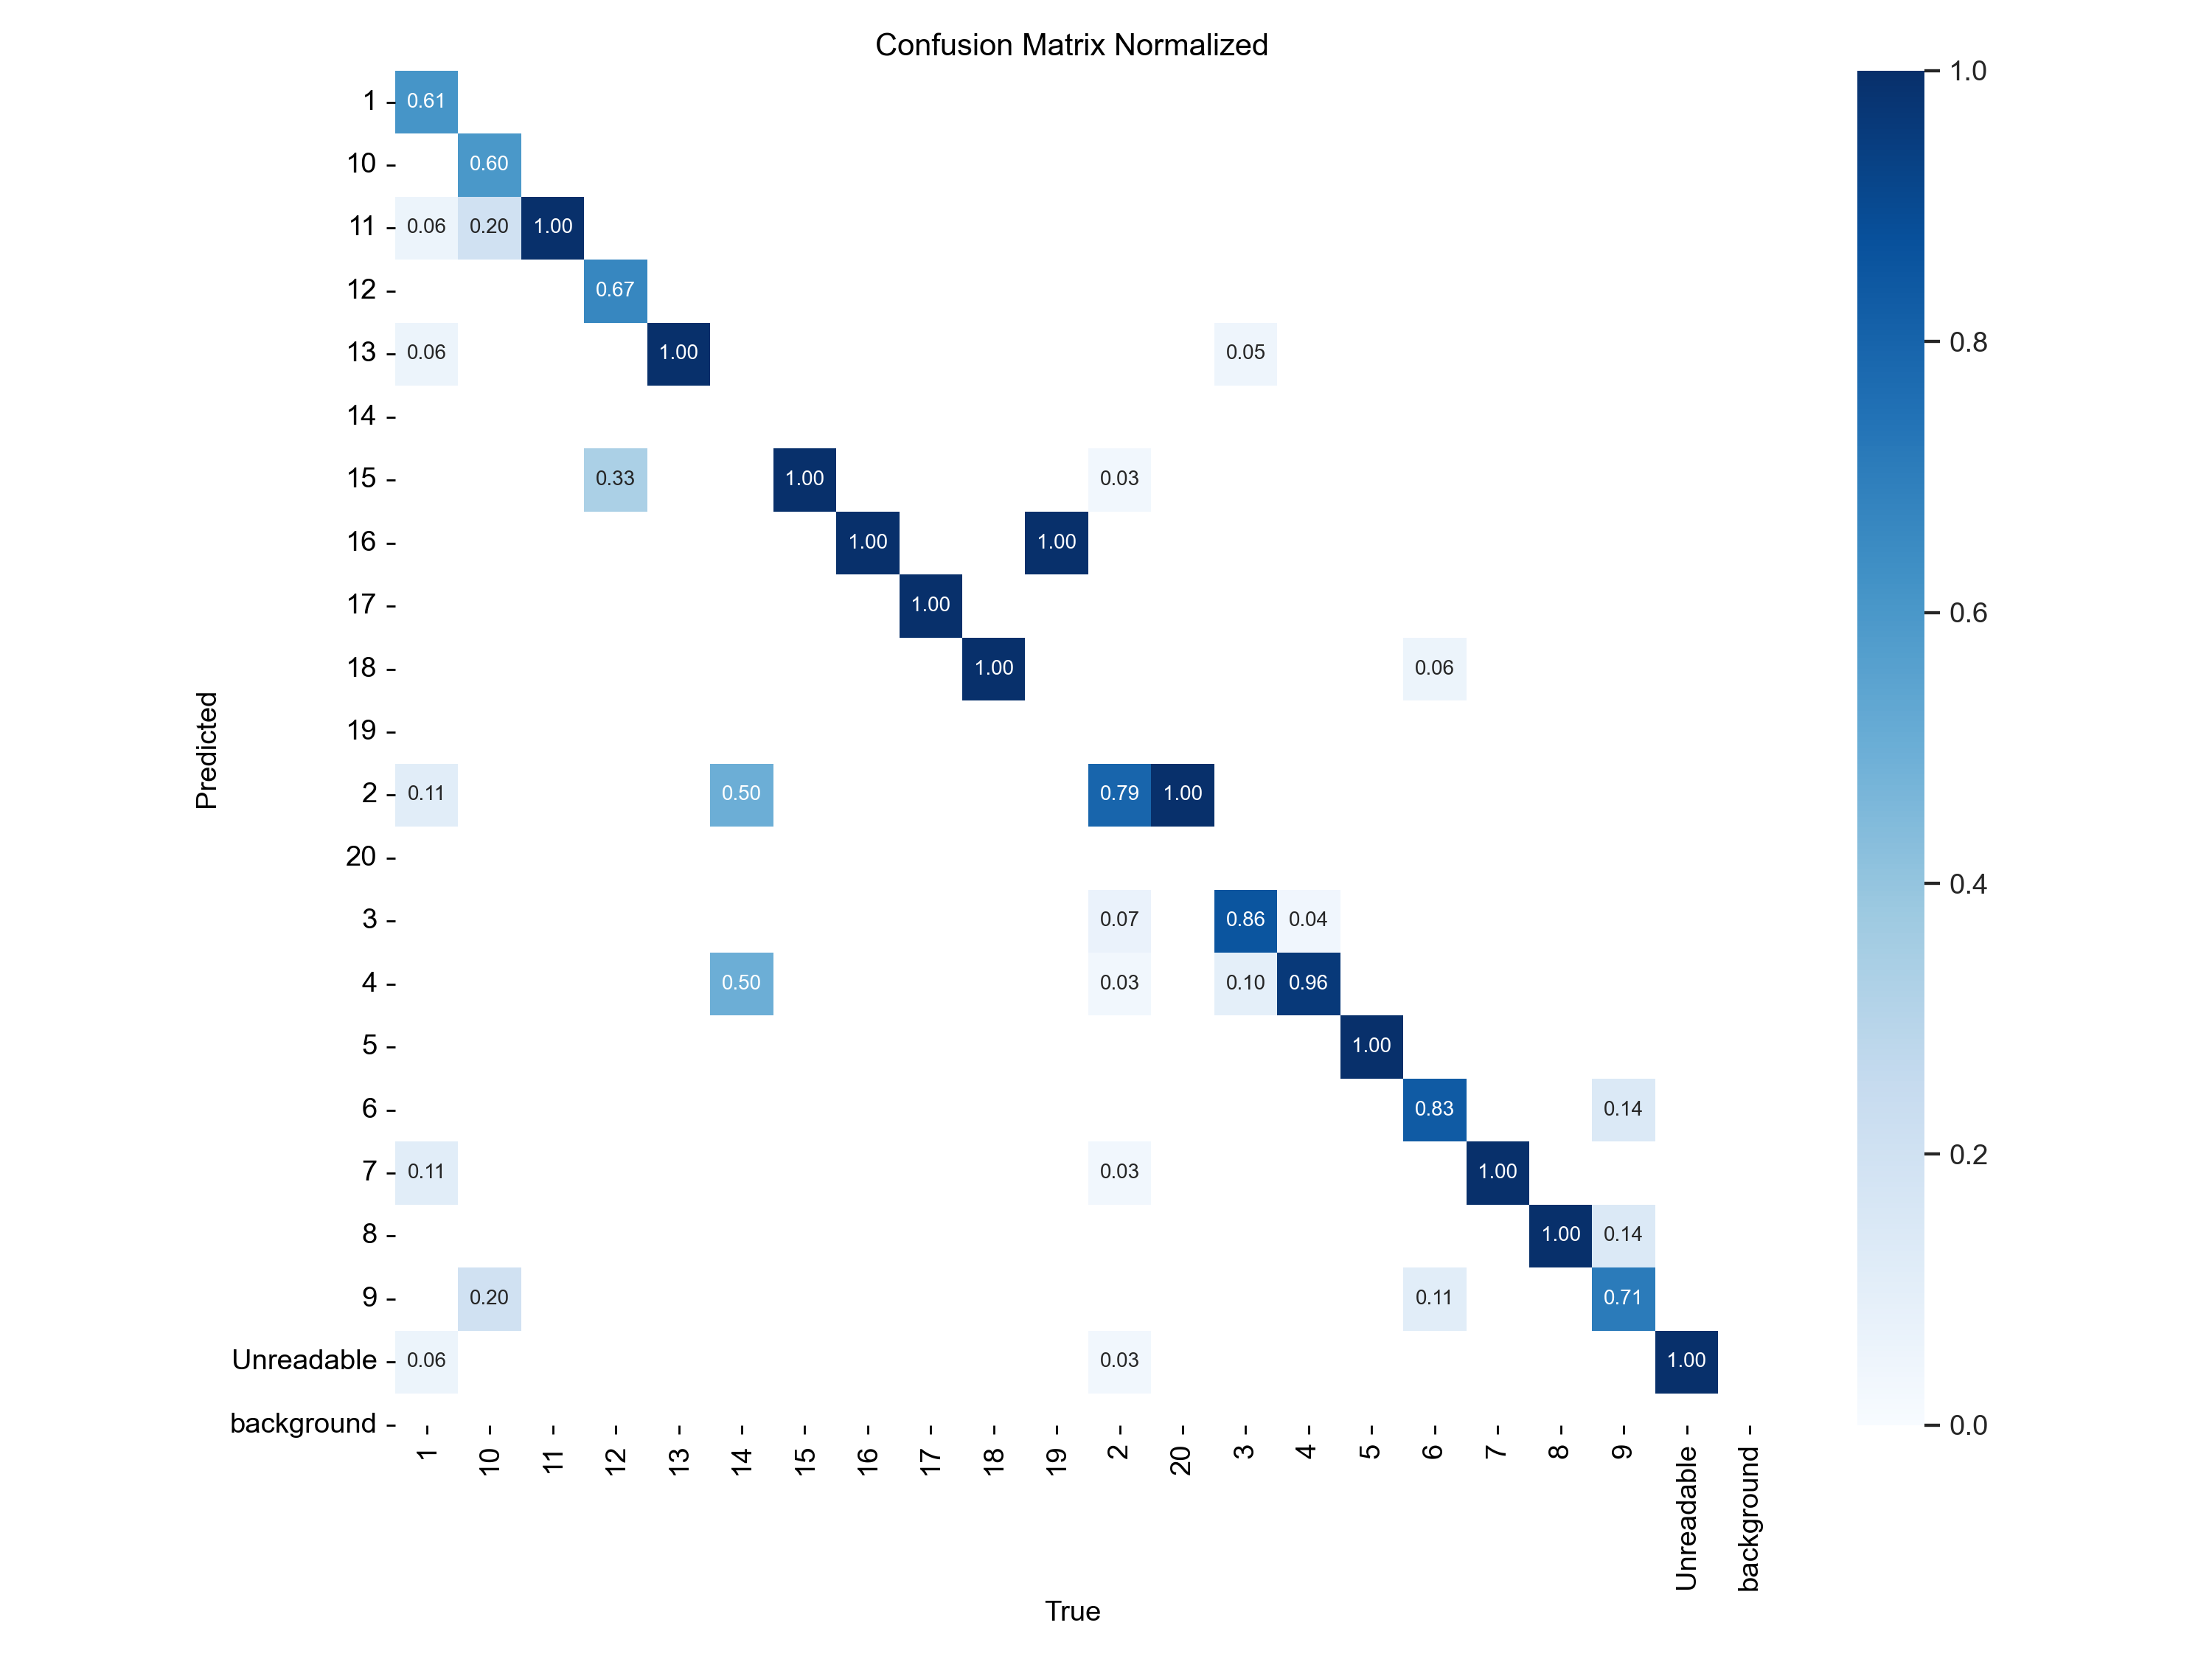 Confusion Matrix Normalized
1 0.61
10 0.60
11 0.06 0.20 1.00
12 0.67
13 0.06 1.00 0.05
14
15 0.33 1.00 0.03
16 1.00 1.00
17 1.00
18 1.00 0.06
19
2 0.11 0.50 0.79 1.00
20
3 0.07 0.86 0.04
4 0.50 0.03 0.10 0.96
5 1.00
6 0.83 0.14
7 0.11 0.03 1.00
8 1.00 0.14
9 0.20 0.11 0.71
Unreadable 0.06 0.03 1.00
background
Predicted
1 10 11 12 13 14 15 16 17 18 19 2 20 3 4 5 6 7 8 9 Unreadable background
True
1.0
0.8
0.6
0.4
0.2
0.0